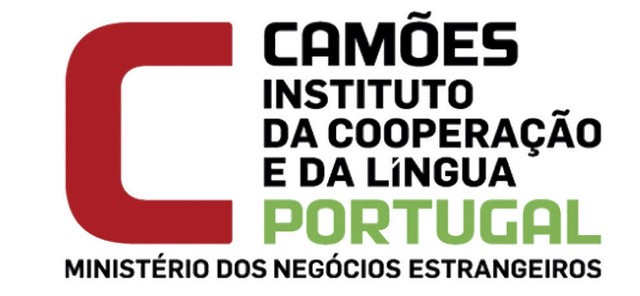 CAMÕES
INSTITUTO
DA COOPERAÇÃO
E DA LÍNGUA
PORTUGAL
MINISTÉRIO DOS NEGÓCIOS ESTRANGEIROS